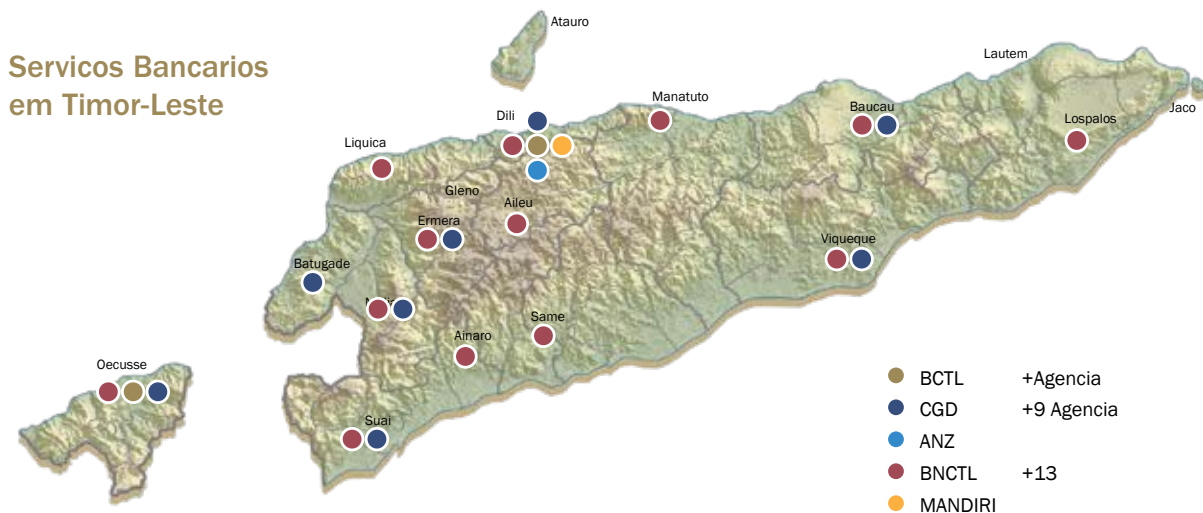 Servicos Bancarios
em Timor-Leste
Atauro
Lautem
Jaco
Manatuto
Baucau
Dili
Lospalos
Liquica
Gleno
Aileu
Ermera
Viqueque
Batugade
Same
Ainaro
Oecusse
Suai
BCTL +Agencia
CGD +9 Agencia
ANZ
BNCTL +13
MANDIRI